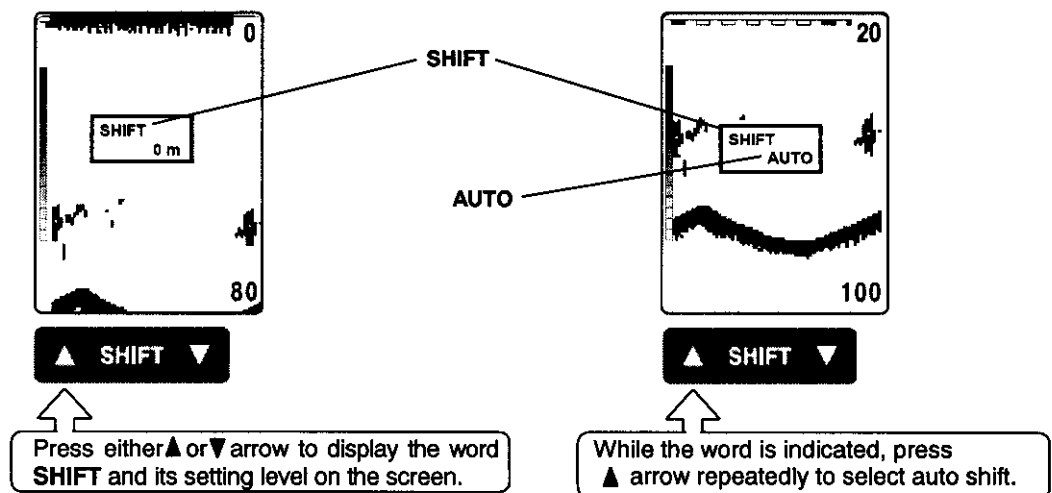 0
SHIFT
0 m
80
▲ SHIFT ▼
Press either ▲ or ▼ arrow to display the word
SHIFT and its setting level on the screen.
SHIFT
AUTO
20
SHIFT
AUTO
100
▲ SHIFT ▼
While the word is indicated, press
▲ arrow repeatedly to select auto shift.